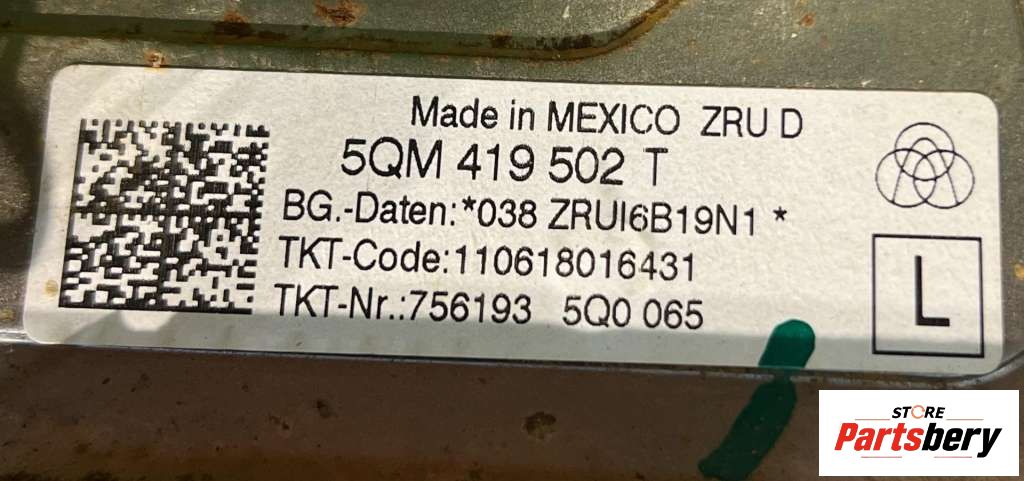 Made in MEXICO ZRU D
5QM 419 502 T
BG.-Daten:*038 ZRUI6B19N1 *
TKT-Code:110618016431
TKT-Nr.:756193 5Q0 065
L
STORE
Partsbery